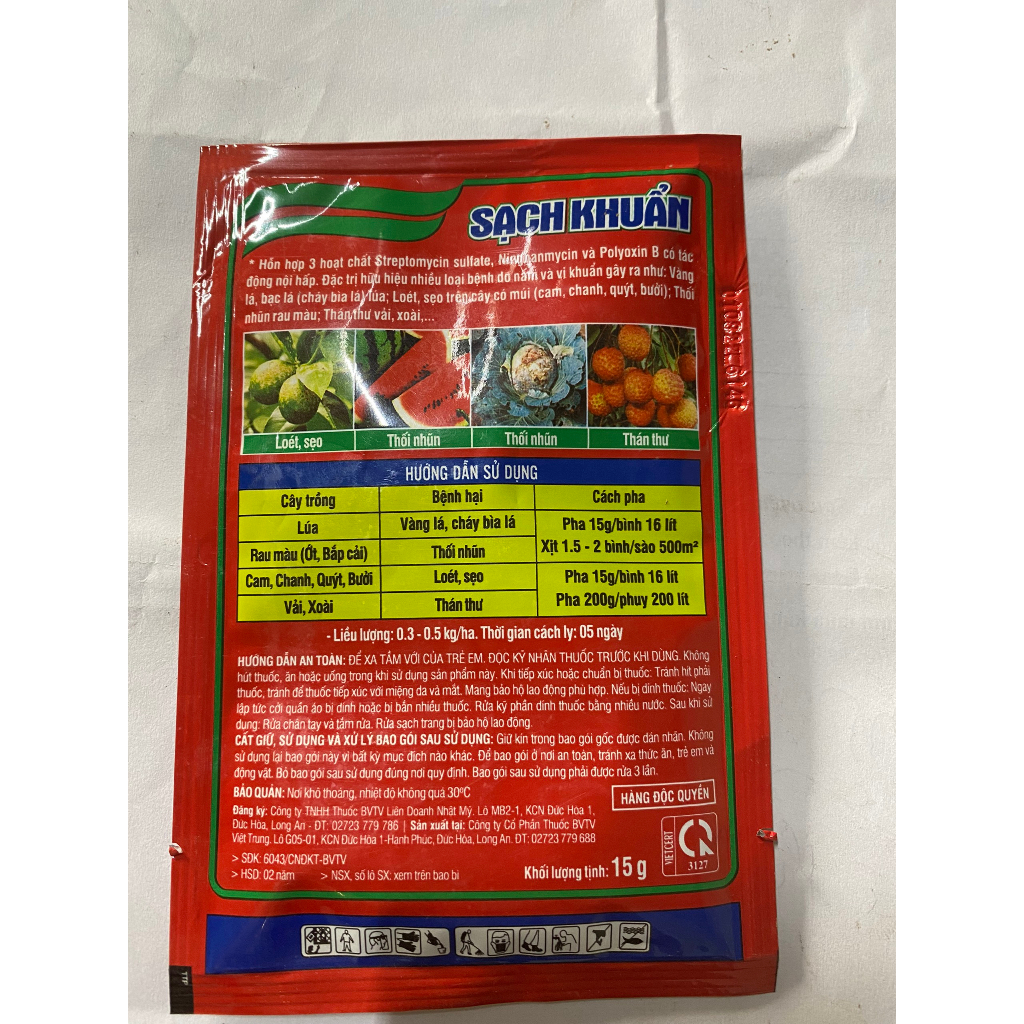 SẠCH KHUẨN
* Hỗn hợp 3 hoạt chất Streptomycin sulfate, Ningnanmycin và Polyoxin B có tác
động nội hấp. Đặc trị hữu hiệu nhiều loại bệnh do nấm và vi khuẩn gây ra như: Vàng
lá, bạc lá (cháy bìa lá) lúa; Loét, sẹo trên cây có múi (cam, chanh, quýt, bưởi); Thối
nhũn rau màu; Thán thư vải, xoài,...
Loét, sẹo
Thối nhũn
Thối nhũn
Thán thư
HƯỚNG DẪN SỬ DỤNG
Cây trồng
Bệnh hại
Cách pha
Lúa
Vàng lá, cháy bìa lá
Pha 15g/bình 16 lít
Xịt 1.5 - 2 bình/sào 500m²
Rau màu (Ớt, Bắp cải)
Thối nhũn
Cam, Chanh, Quýt, Bưởi
Loét, sẹo
Pha 15g/bình 16 lít
Pha 200g/phuy 200 lít
Vải, Xoài
Thán thư
- Liều lượng: 0.3 - 0.5 kg/ha. Thời gian cách ly: 05 ngày
HƯỚNG DẪN AN TOÀN: ĐỂ XA TẦM VỚI CỦA TRẺ EM. ĐỌC KỸ NHÃN THUỐC TRƯỚC KHI DÙNG. Không
hút thuốc, ăn hoặc uống trong khi sử dụng sản phẩm này. Khi tiếp xúc hoặc chuẩn bị thuốc: Tránh hít phải
thuốc, tránh để thuốc tiếp xúc với miệng da và mắt. Mang bảo hộ lao động phù hợp. Nếu bị dính thuốc: Ngay
lập tức cởi quần áo bị dính hoặc bị bắn nhiều thuốc. Rửa kỹ phần dính thuốc bằng nhiều nước. Sau khi sử
dụng: Rửa chân tay và tắm rửa. Rửa sạch trang bị bảo hộ lao động.
CẤT GIỮ, SỬ DỤNG VÀ XỬ LÝ BAO GÓI SAU SỬ DỤNG: Giữ kín trong bao gói gốc được dán nhãn. Không
sử dụng lại bao gói này vì bất kỳ mục đích nào khác. Để bao gói ở nơi an toàn, tránh xa thức ăn, trẻ em và
động vật. Bỏ bao gói sau sử dụng đúng nơi quy định. Bao gói sau sử dụng phải được rửa 3 lần.
BẢO QUẢN: Nơi khô thoáng, nhiệt độ không quá 30ºC
HÀNG ĐỘC QUYỀN
Đăng ký: Công ty TNHH Thuốc BVTV Liên Doanh Nhật Mỹ. Lô MB2-1, KCN Đức Hòa 1,
Đức Hòa, Long An - ĐT: 02723 779 786 | Sản xuất tại: Công ty Cổ Phần Thuốc BVTV
Việt Trung. Lô G05-01, KCN Đức Hòa 1-Hạnh Phúc, Đức Hòa, Long An. ĐT: 02723 779 688
> SĐK: 6043/CNĐKT-BVTV
> HSD: 02 năm
> NSX, số lô SX: xem trên bao bì
Khối lượng tịnh: 15 g
VIETCERT
3127
TTP